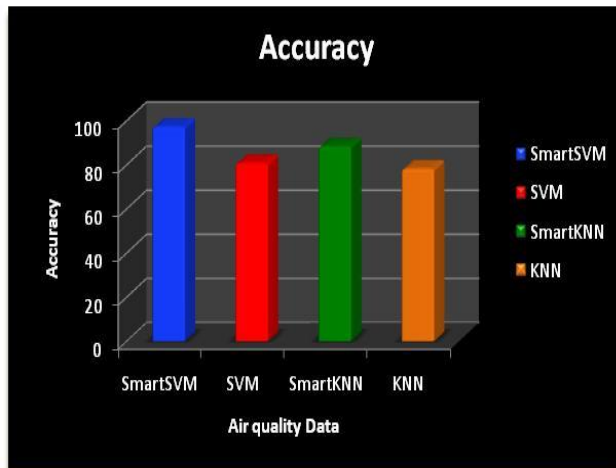 Accuracy
100
80
60
40
20
0
Accuracy
SmartSVM SVM SmartKNN KNN
Air quality Data
SmartSVM
SVM
SmartKNN
KNN